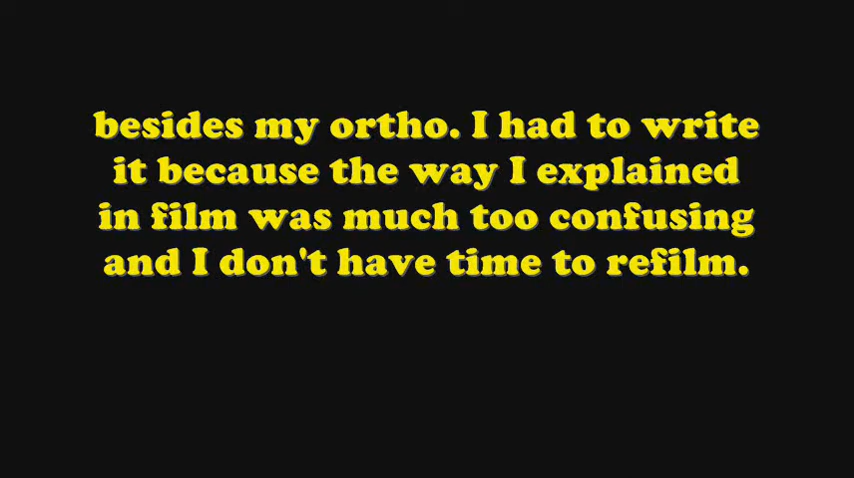 besides my ortho. I had to write
it because the way I explained
in film was much too confusing
and I don't have time to refilm.